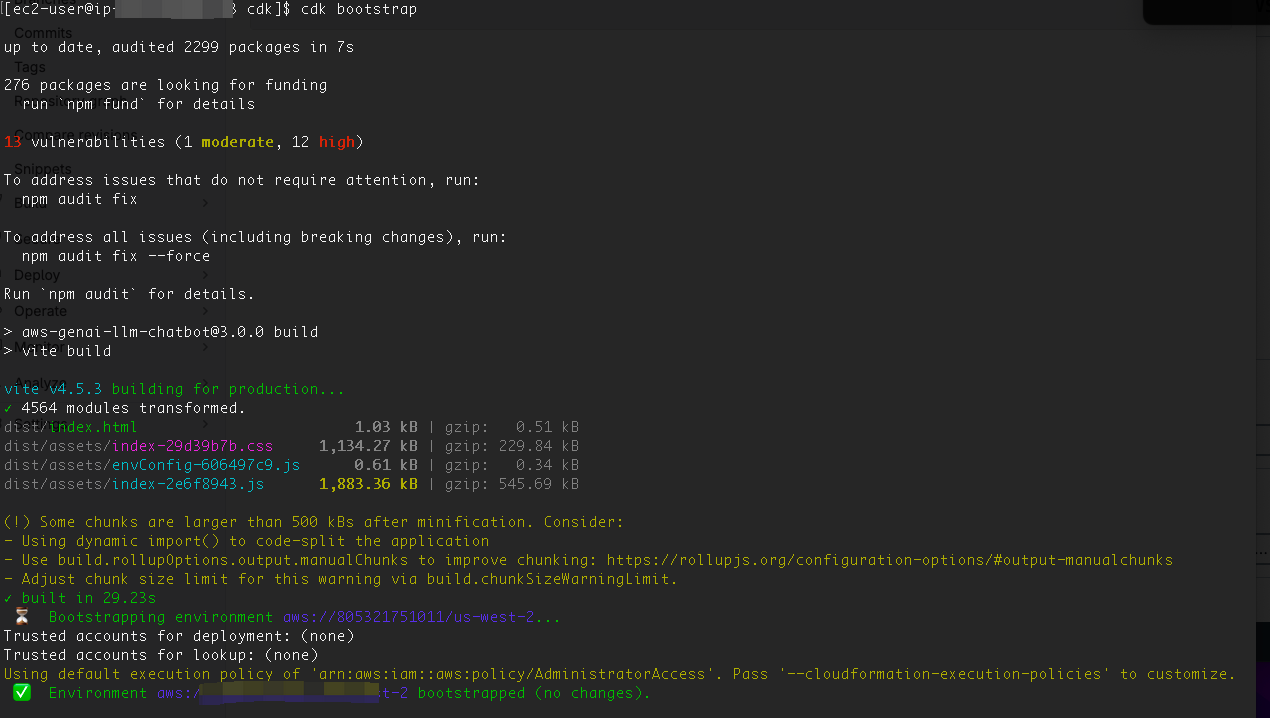 [ec2-user@ip- 3 cdk]$ cdk bootstrap
Commits
up to date, audited 2299 packages in 7s
Tags
276 packages are looking for funding
run `npm fund` for details
Compare revisions
13 vulnerabilities (1 moderate, 12 high)
Snippets
To address issues that do not require attention, run:
npm audit fix
To address all issues (including breaking changes), run:
npm audit fix --force
Deploy
Run `npm audit` for details.
Operate
> aws-genai-llm-chatbot@3.0.0 build
> vite build
Analyze
vite v4.5.3 building for production...
✓ 4564 modules transformed.
dist/index.html 1.03 kB | gzip: 0.51 kB
dist/assets/index-29d39b7b.css 1,134.27 kB | gzip: 229.84 kB
dist/assets/envConfig-606497c9.js 0.61 kB | gzip: 0.34 kB
dist/assets/index-2e6f8943.js 1,883.36 kB | gzip: 545.69 kB
(!) Some chunks are larger than 500 kBs after minification. Consider:
- Using dynamic import() to code-split the application
- Use build.rollupOptions.output.manualChunks to improve chunking: https://rollupjs.org/configuration-options/#output-manualchunks
- Adjust chunk size limit for this warning via build.chunkSizeWarningLimit.
✓ built in 29.23s
⏳ Bootstrapping environment aws://805321751011/us-west-2...
Trusted accounts for deployment: (none)
Trusted accounts for lookup: (none)
Using default execution policy of 'arn:aws:iam::aws:policy/AdministratorAccess'. Pass '--cloudformation-execution-policies' to customize.
✅ Environment aws:/ t-2 bootstrapped (no changes).